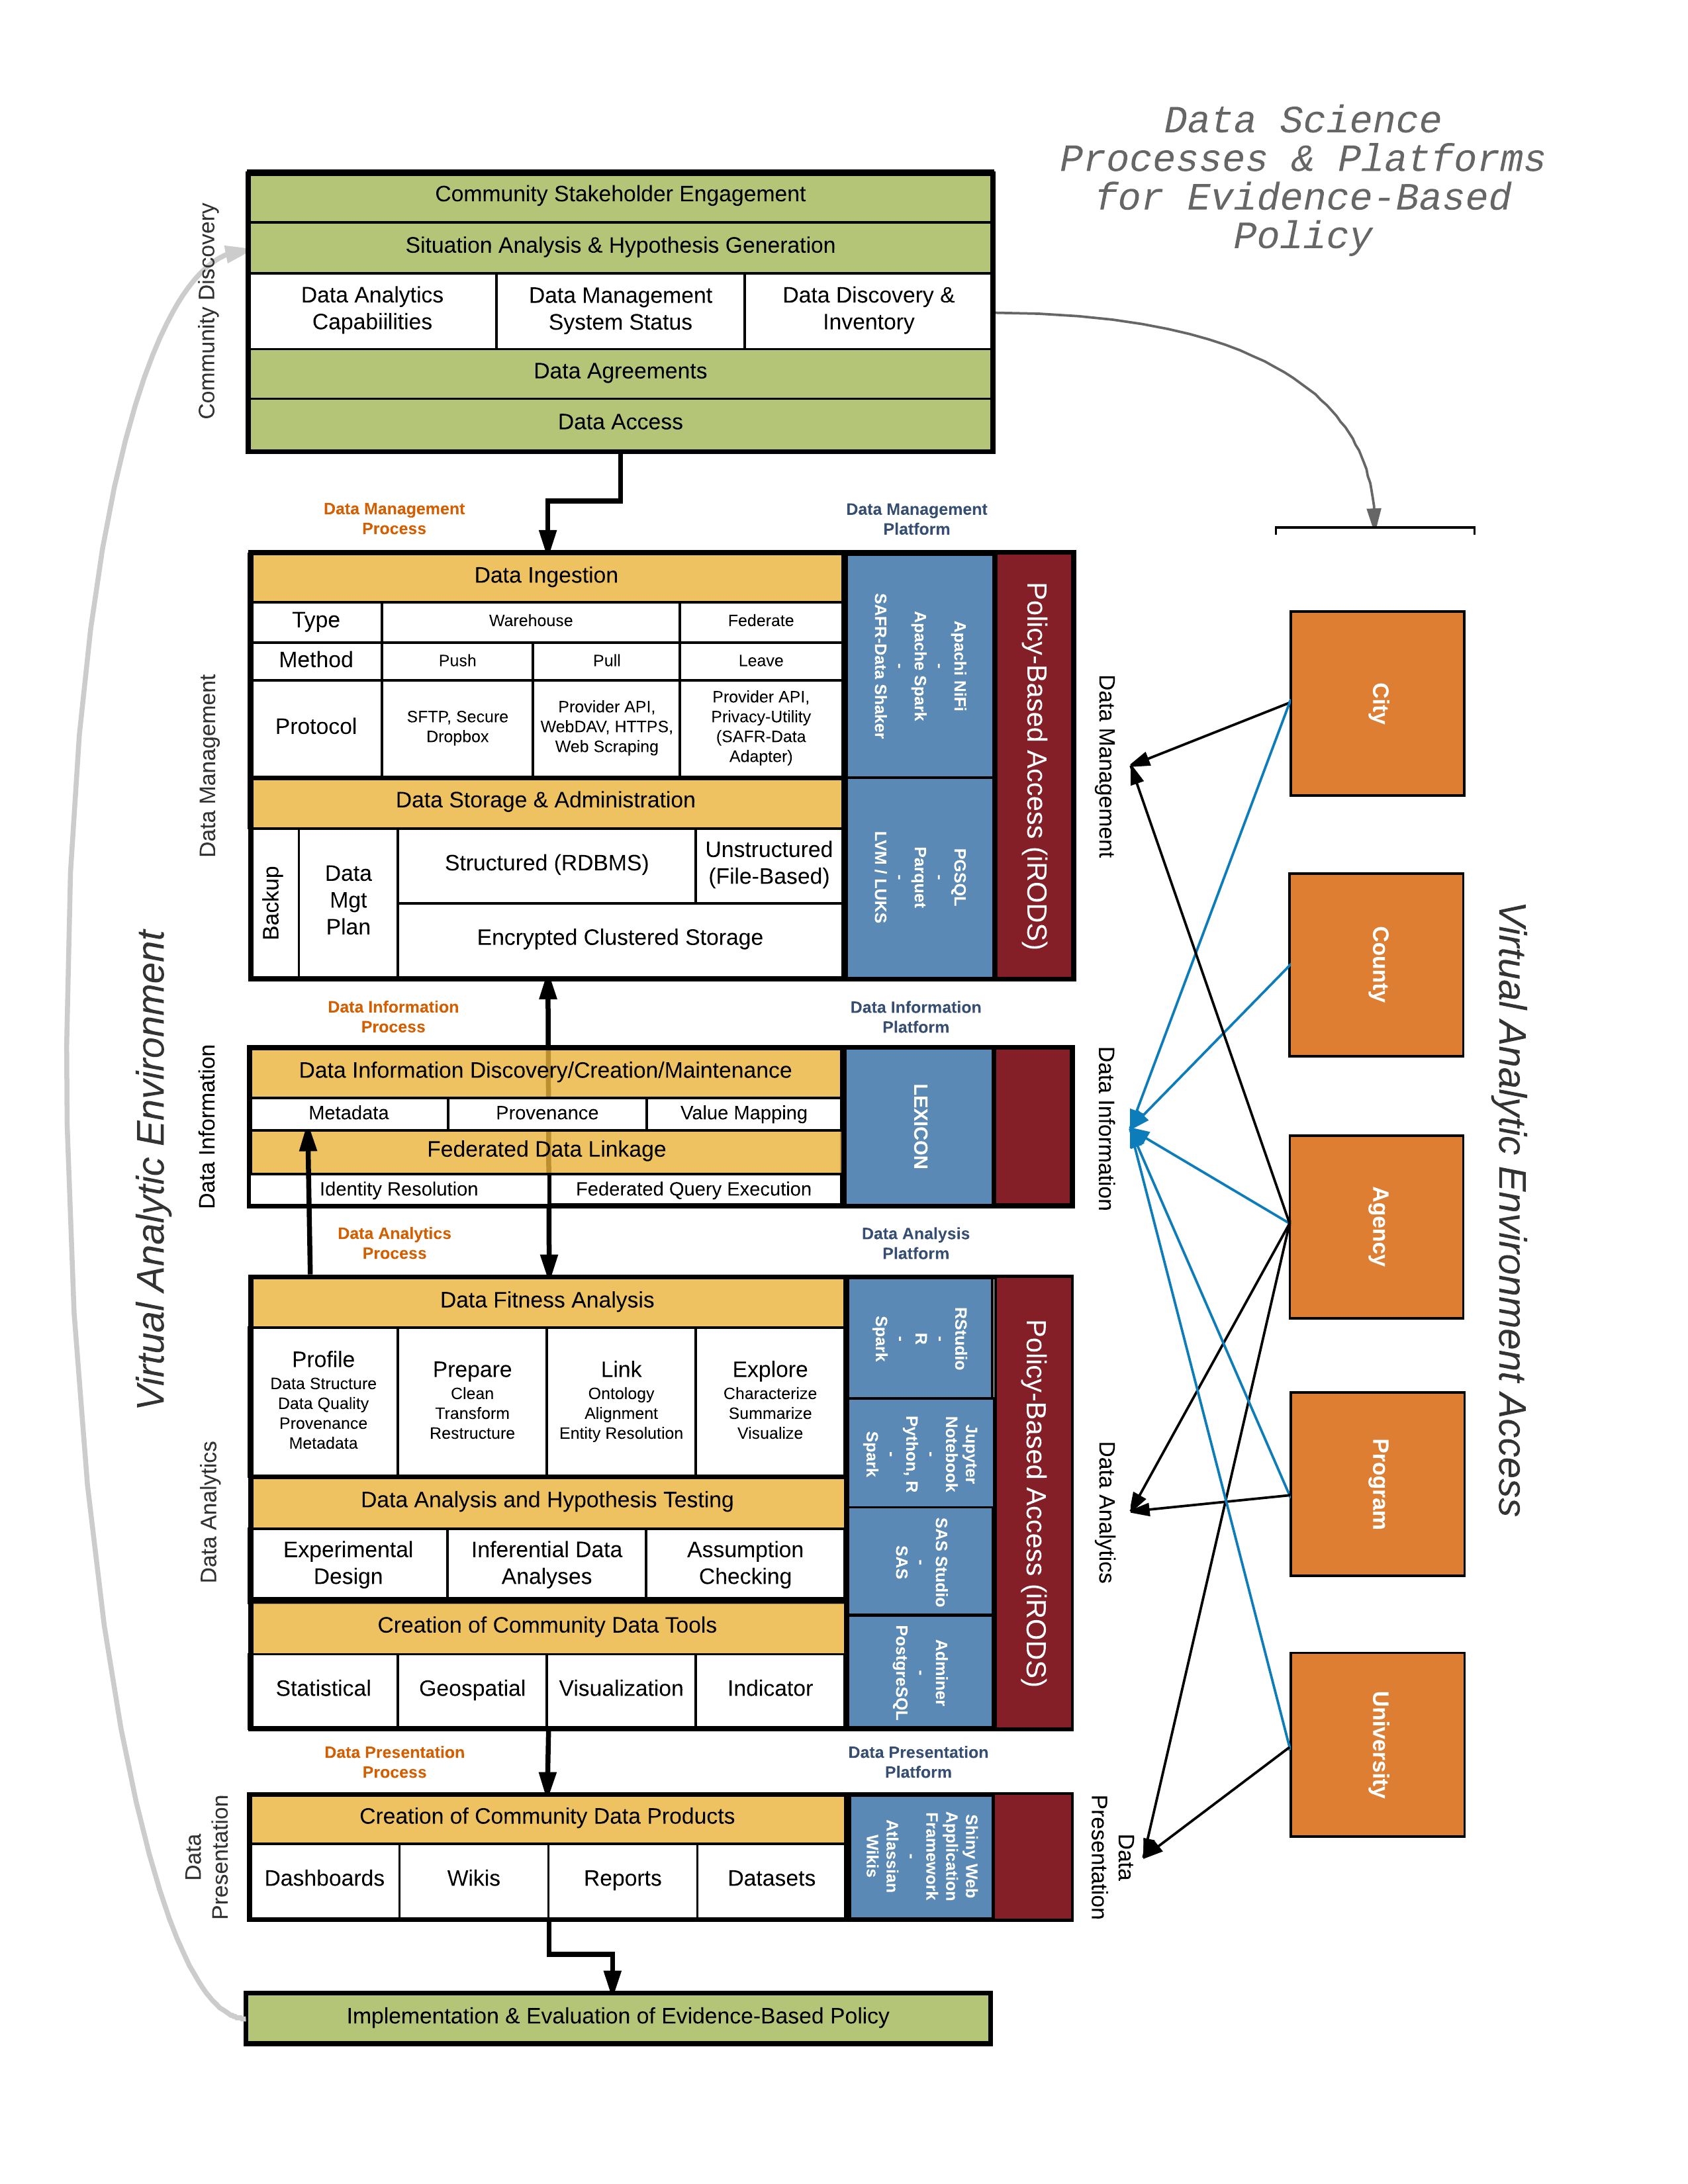 Data Science
Processes & Platforms
for Evidence-Based
Policy
Community Discovery
Community Stakeholder Engagement
Situation Analysis & Hypothesis Generation
Data Analytics
Capabiilities
Data Management
System Status
Data Discovery &
Inventory
Data Agreements
Data Access
Data Management
Process
Data Management
Platform
Data Management
Data Ingestion
Type
Warehouse
Federate
Method
Push
Pull
Leave
Protocol
SFTP, Secure
Dropbox
Provider API,
WebDAV, HTTPS,
Web Scraping
Provider API,
Privacy-Utility
(SAFR-Data
Adapter)
Data Storage & Administration
Backup
Data
Mgt
Plan
Structured (RDBMS)
Unstructured
(File-Based)
Encrypted Clustered Storage
Apachi NiFi
-
Apache Spark
-
SAFR-Data Shaker
PGSQL
-
Parquet
-
LVM / LUKS
Policy-Based Access (iRODS)
Data Management
Data Information
Process
Data Information
Platform
Data Information
Data Information Discovery/Creation/Maintenance
Metadata
Provenance
Value Mapping
Federated Data Linkage
Identity Resolution
Federated Query Execution
LEXICON
Data Information
Data Analytics
Process
Data Analysis
Platform
Data Analytics
Data Fitness Analysis
Profile
Data Structure
Data Quality
Provenance
Metadata
Prepare
Clean
Transform
Restructure
Link
Ontology
Alignment
Entity Resolution
Explore
Characterize
Summarize
Visualize
Data Analysis and Hypothesis Testing
Experimental
Design
Inferential Data
Analyses
Assumption
Checking
Creation of Community Data Tools
Statistical
Geospatial
Visualization
Indicator
RStudio
-
R
-
Spark
Jupyter
Notebook
-
Python, R
-
Spark
SAS Studio
-
SAS
Adminer
-
PostgreSQL
Policy-Based Access (iRODS)
Data Analytics
Data Presentation
Process
Data Presentation
Platform
Data
Presentation
Creation of Community Data Products
Dashboards
Wikis
Reports
Datasets
Shiny Web
Application
Framework
-
Atlassian
Wikis
Data
Presentation
Implementation & Evaluation of Evidence-Based Policy
Virtual Analytic Environment
City
County
Agency
Program
University
Virtual Analytic Environment Access